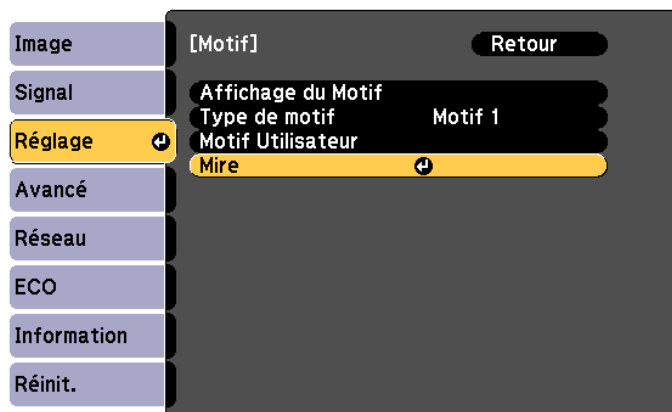 Image
Signal
Réglage
Avancé
Réseau
ECO
Information
Réinit.
[Motif] Retour
Affichage du Motif
Type de motif Motif 1
Motif Utilisateur
Mire